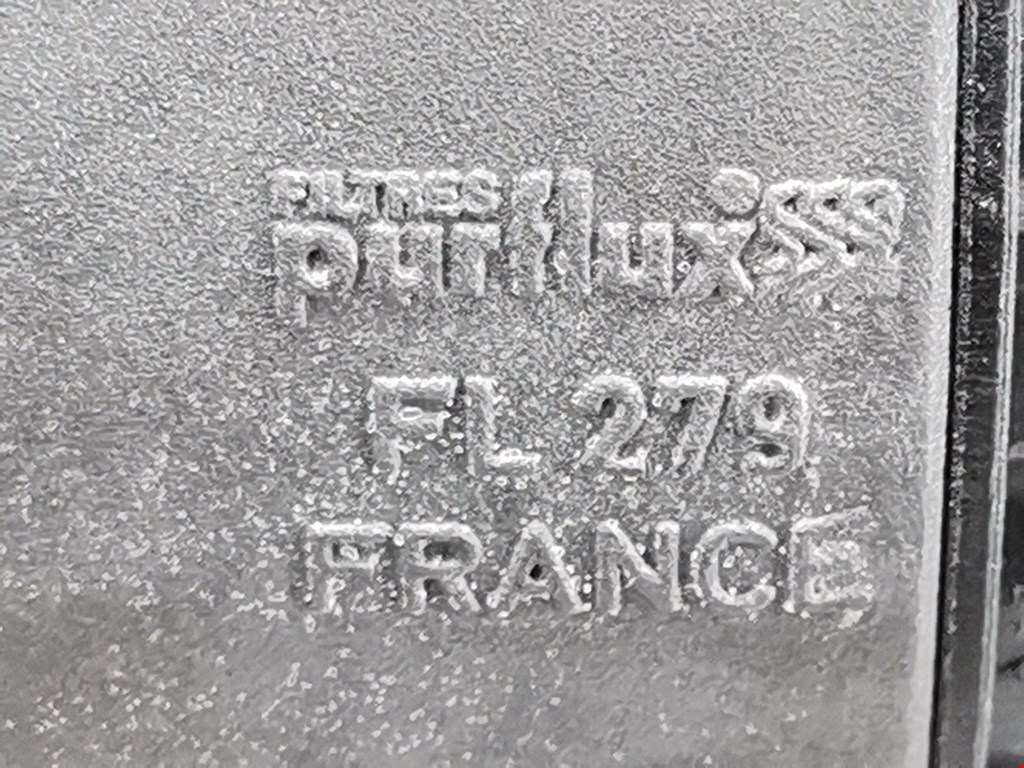 FILTRES
purflux
FL 279
FRANCE